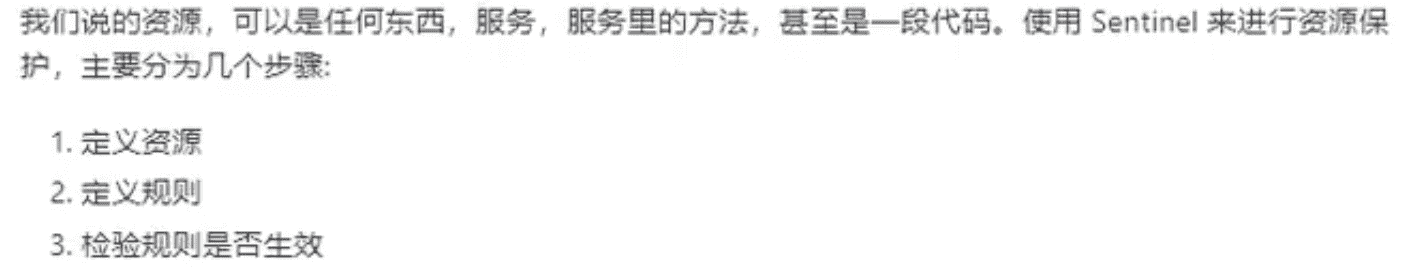 我们说的资源，可以是任何东西，服务，服务里的方法，甚至是一段代码。使用 Sentinel 来进行资源保
护，主要分为几个步骤:
1. 定义资源
2. 定义规则
3. 检验规则是否生效